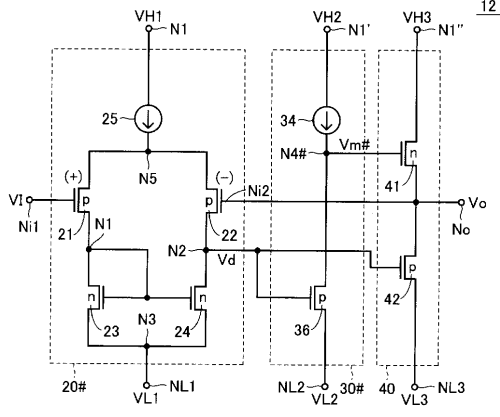 12
VH1 VH2 VH3
N1 N1' N1''
25 34
N5 N4# Vm#
(+) (-) Ni2 n
41
VI p p Vo
Ni1 21 22 No
N1 N2 Vd
p
n n p 42
23 N3 24 36
20# NL1 NL2 30# 40 NL3
VL1 VL2 VL3